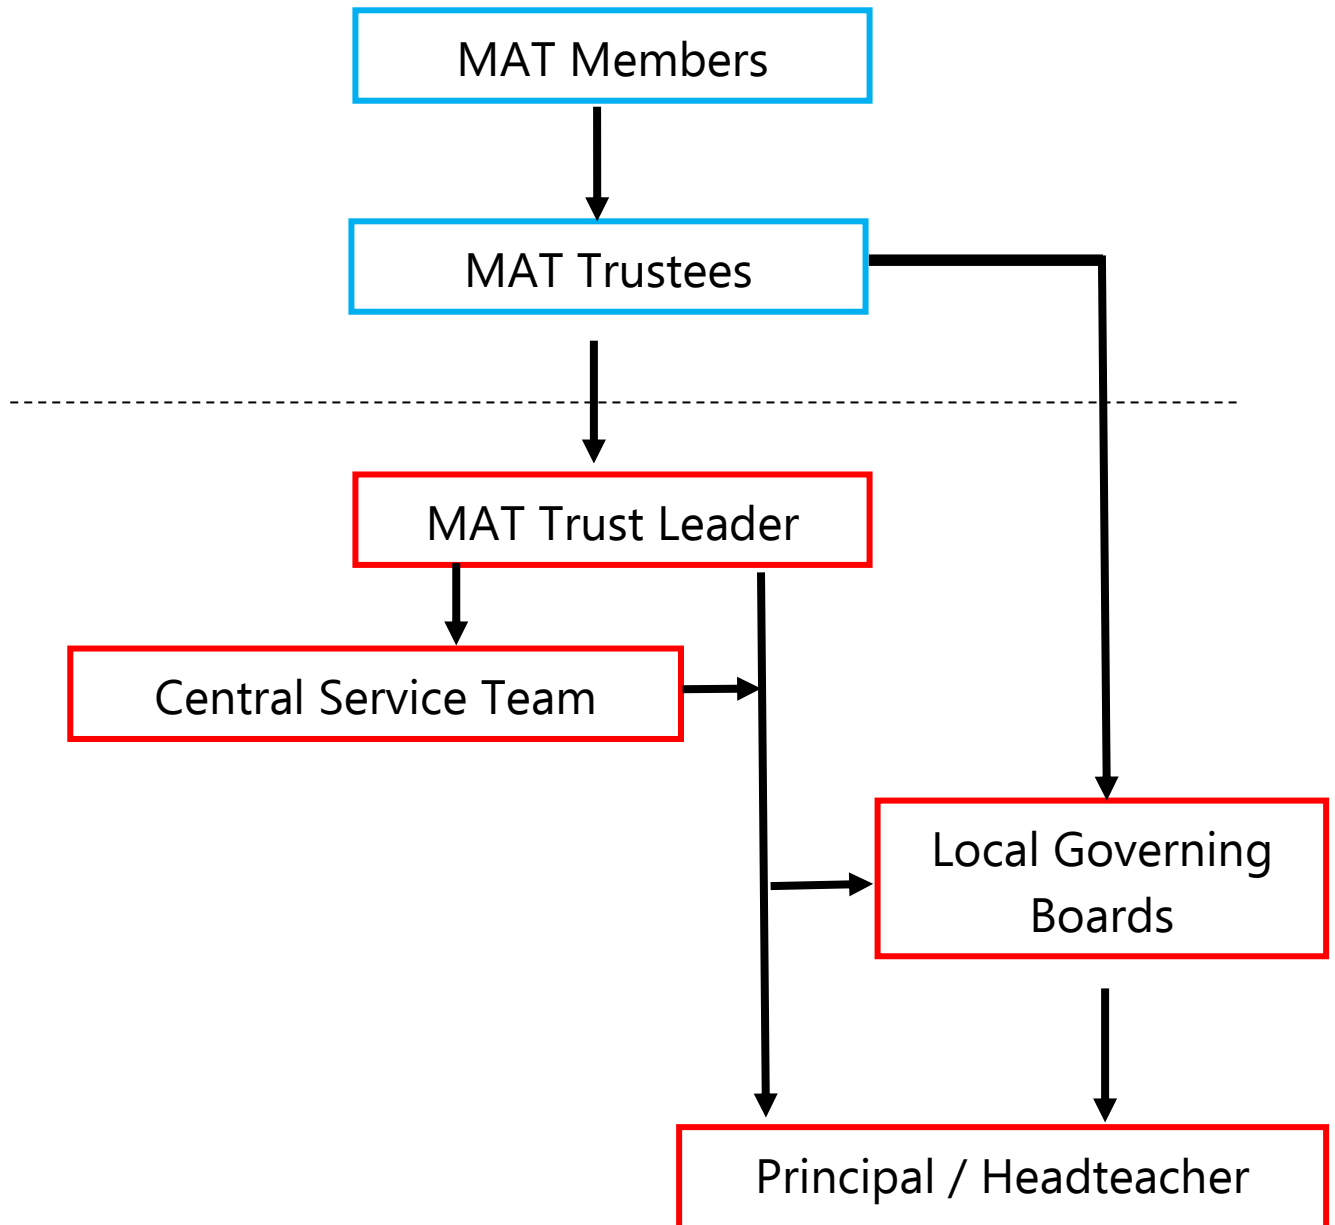 MAT Members
MAT Trustees
MAT Trust Leader
Central Service Team
Local Governing
Boards
Principal / Headteacher